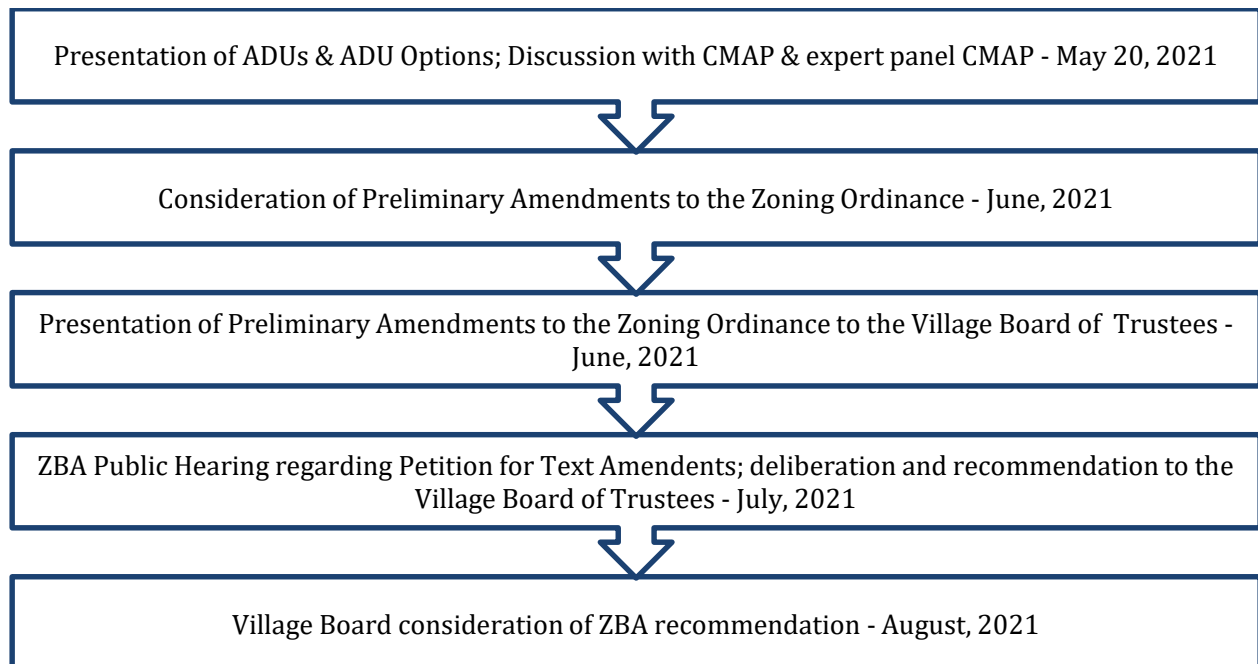 Presentation of ADUs & ADU Options; Discussion with CMAP & expert panel CMAP - May 20, 2021
Consideration of Preliminary Amendments to the Zoning Ordinance - June, 2021
Presentation of Preliminary Amendments to the Zoning Ordinance to the Village Board of Trustees -
June, 2021
ZBA Public Hearing regarding Petition for Text Amendents; deliberation and recommendation to the
Village Board of Trustees - July, 2021
Village Board consideration of ZBA recommendation - August, 2021